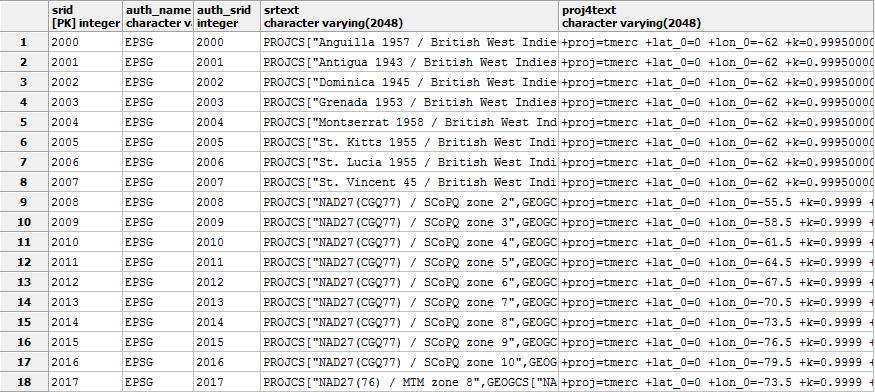 srid auth_name auth_srid srtext proj4text
[PK] integer character va integer character varying(2048) character varying(2048)
1 2000 EPSG 2000 PROJCS["Anguilla 1957 / British West Indie +proj=tmerc +lat_0=0 +lon_0=-62 +k=0.99950000
2 2001 EPSG 2001 PROJCS["Antigua 1943 / British West Indies +proj=tmerc +lat_0=0 +lon_0=-62 +k=0.99950000
3 2002 EPSG 2002 PROJCS["Dominica 1945 / British West Indie +proj=tmerc +lat_0=0 +lon_0=-62 +k=0.99950000
4 2003 EPSG 2003 PROJCS["Grenada 1953 / British West Indies +proj=tmerc +lat_0=0 +lon_0=-62 +k=0.99950000
5 2004 EPSG 2004 PROJCS["Montserrat 1958 / British West Ind +proj=tmerc +lat_0=0 +lon_0=-62 +k=0.99950000
6 2005 EPSG 2005 PROJCS["St. Kitts 1955 / British West Indi +proj=tmerc +lat_0=0 +lon_0=-62 +k=0.99950000
7 2006 EPSG 2006 PROJCS["St. Lucia 1955 / British West Indi +proj=tmerc +lat_0=0 +lon_0=-62 +k=0.99950000
8 2007 EPSG 2007 PROJCS["St. Vincent 45 / British West Indi +proj=tmerc +lat_0=0 +lon_0=-62 +k=0.99950000
9 2008 EPSG 2008 PROJCS["NAD27(CGQ77) / SCoPQ zone 2",GEOGC +proj=tmerc +lat_0=0 +lon_0=-55.5 +k=0.9999 +
10 2009 EPSG 2009 PROJCS["NAD27(CGQ77) / SCoPQ zone 3",GEOGC +proj=tmerc +lat_0=0 +lon_0=-58.5 +k=0.9999 +
11 2010 EPSG 2010 PROJCS["NAD27(CGQ77) / SCoPQ zone 4",GEOGC +proj=tmerc +lat_0=0 +lon_0=-61.5 +k=0.9999 +
12 2011 EPSG 2011 PROJCS["NAD27(CGQ77) / SCoPQ zone 5",GEOGC +proj=tmerc +lat_0=0 +lon_0=-64.5 +k=0.9999 +
13 2012 EPSG 2012 PROJCS["NAD27(CGQ77) / SCoPQ zone 6",GEOGC +proj=tmerc +lat_0=0 +lon_0=-67.5 +k=0.9999 +
14 2013 EPSG 2013 PROJCS["NAD27(CGQ77) / SCoPQ zone 7",GEOGC +proj=tmerc +lat_0=0 +lon_0=-70.5 +k=0.9999 +
15 2014 EPSG 2014 PROJCS["NAD27(CGQ77) / SCoPQ zone 8",GEOGC +proj=tmerc +lat_0=0 +lon_0=-73.5 +k=0.9999 +
16 2015 EPSG 2015 PROJCS["NAD27(CGQ77) / SCoPQ zone 9",GEOGC +proj=tmerc +lat_0=0 +lon_0=-76.5 +k=0.9999 +
17 2016 EPSG 2016 PROJCS["NAD27(CGQ77) / SCoPQ zone 10",GEOG +proj=tmerc +lat_0=0 +lon_0=-79.5 +k=0.9999 +
18 2017 EPSG 2017 PROJCS["NAD27(76) / MTM zone 8",GEOGCS["NA +proj=tmerc +lat_0=0 +lon_0=-73.5 +k=0.9999 +